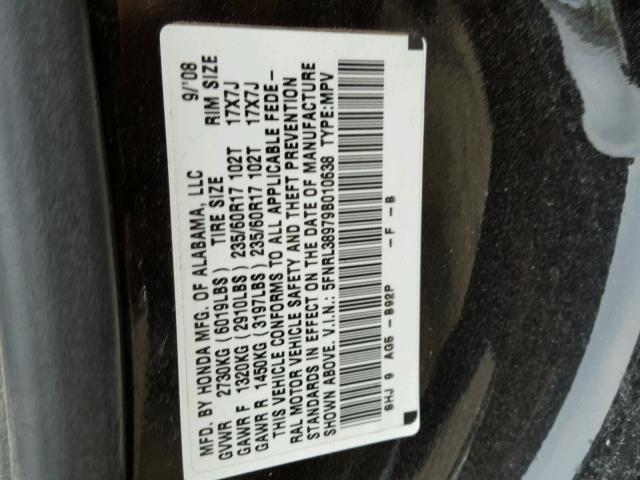 MFD. BY HONDA MFG. OF ALABAMA, LLC 9/'08
GVWR 2730KG (6019LBS) TIRE SIZE RIM SIZE
GAWR F 1320KG (2910LBS) 235/60R17 102T 17X7J
GAWR R 1450KG (3197LBS) 235/60R17 102T 17X7J
THIS VEHICLE CONFORMS TO ALL APPLICABLE FEDE-
RAL MOTOR VEHICLE SAFETY AND THEFT PREVENTION
STANDARDS IN EFFECT ON THE DATE OF MANUFACTURE
SHOWN ABOVE. V.I.N.: 5FNRL38979B010638 TYPE:MPV
SHJ 9 AG5 -B92P -F -B